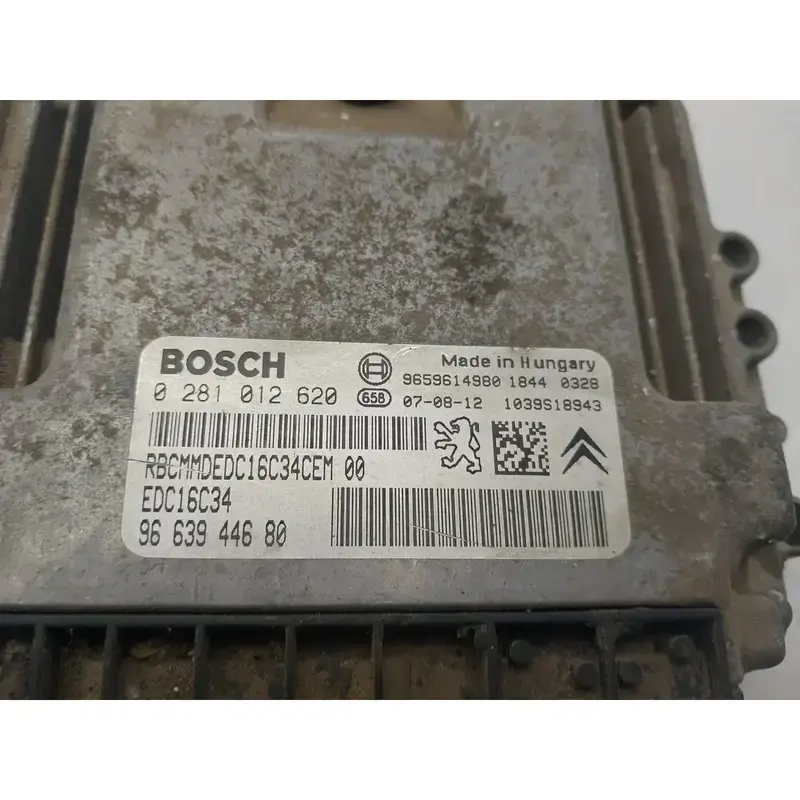 BOSCH
Made in Hungary
9659614980 1844 0328
0 281 012 620 658 07-08-12 1039S18943
RBCMMDEDC16C34CEM 00
EDC16C34
96 639 446 80